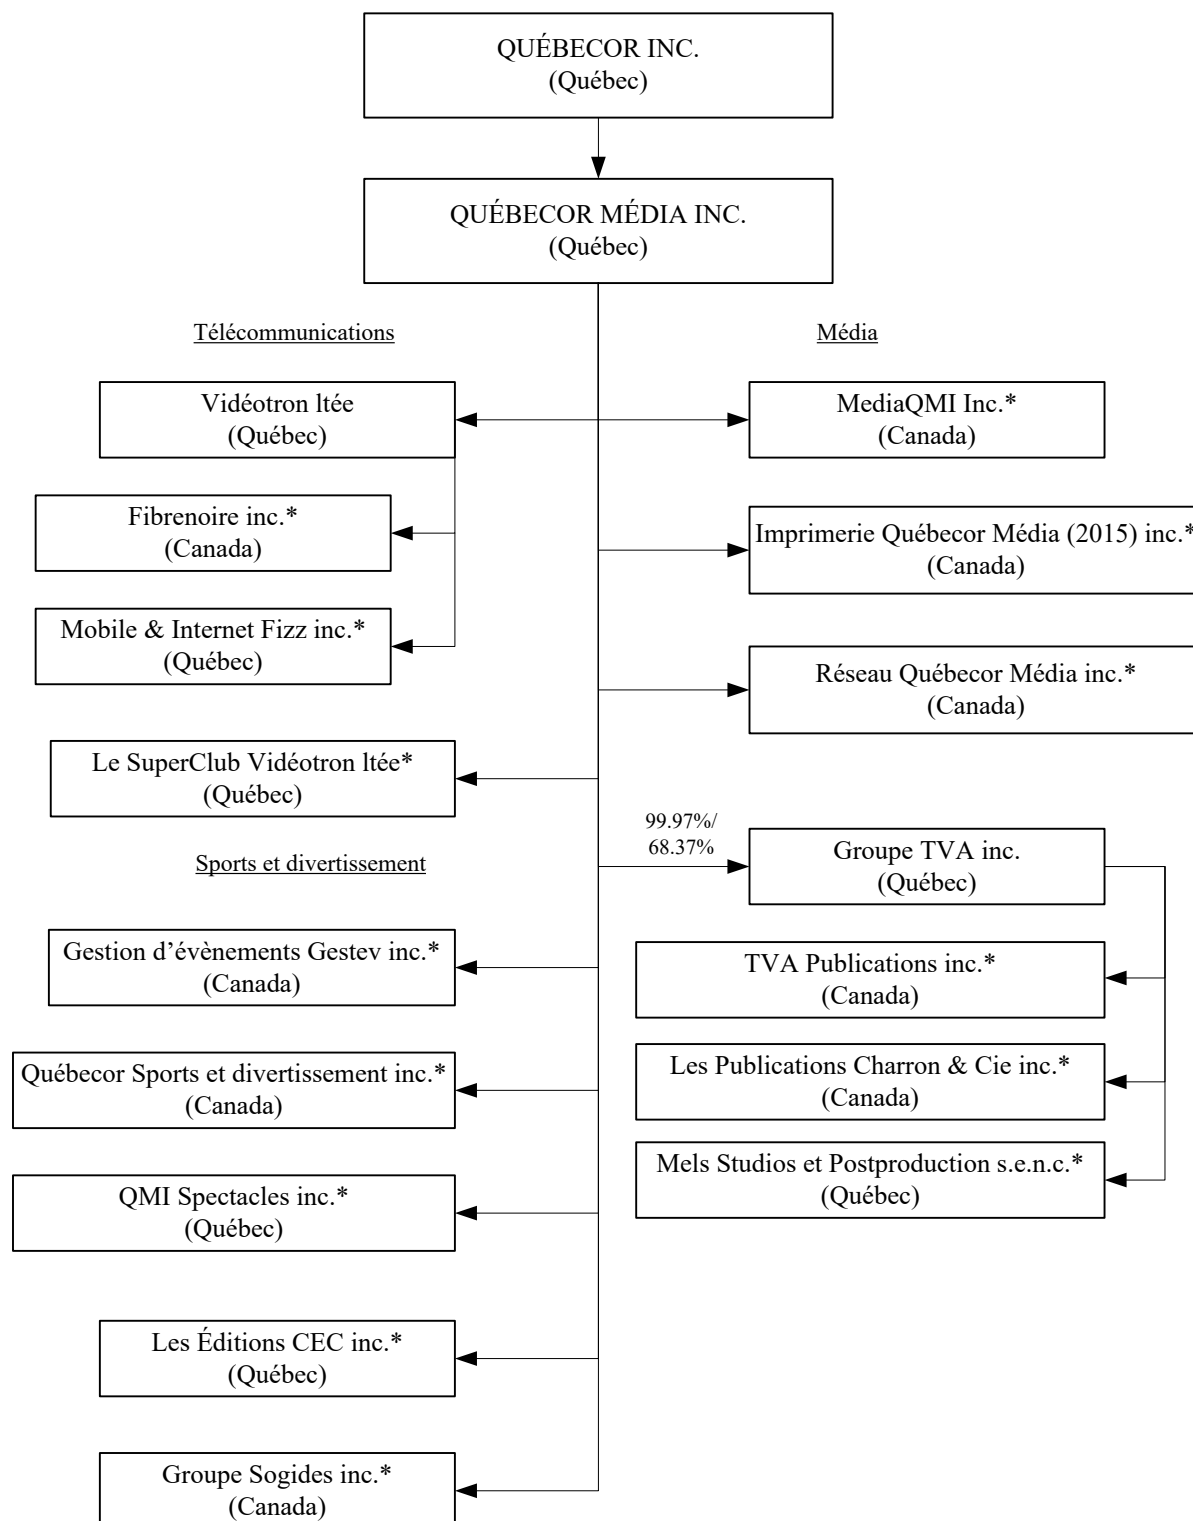 QUÉBECOR INC.
(Québec)
QUÉBECOR MÉDIA INC.
(Québec)
Télécommunications
Vidéotron ltée
(Québec)
Fibrenoire inc.*
(Canada)
Mobile & Internet Fizz inc.*
(Québec)
Le SuperClub Vidéotron ltée*
(Québec)
Sports et divertissement
Gestion d’évènements Gestev inc.*
(Canada)
Québecor Sports et divertissement inc.*
(Canada)
QMI Spectacles inc.*
(Québec)
Les Éditions CEC inc.*
(Québec)
Groupe Sogides inc.*
(Canada)
Média
MediaQMI Inc.*
(Canada)
Imprimerie Québecor Média (2015) inc.*
(Canada)
Réseau Québecor Média inc.*
(Canada)
99.97%/
68.37%
Groupe TVA inc.
(Québec)
TVA Publications inc.*
(Canada)
Les Publications Charron & Cie inc.*
(Canada)
Mels Studios et Postproduction s.e.n.c.*
(Québec)